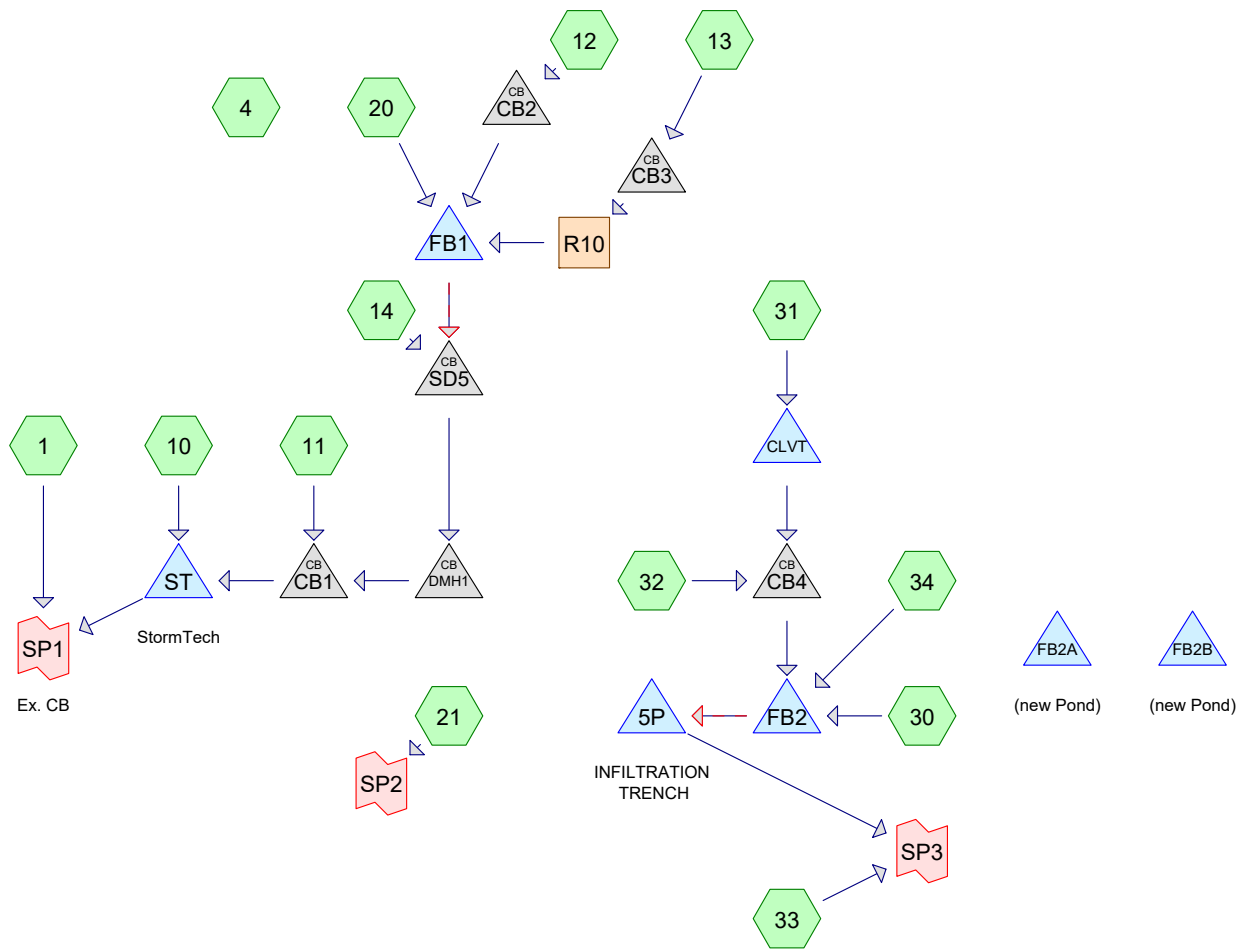 12
13
4
20
CB
CB2
CB
CB3
FB1
R10
14
31
CB
SD5
1
10
11
CLVT
ST
CB
CB1
CB
DMH1
32
CB
CB4
34
StormTech
SP1
Ex. CB
FB2A
FB2B
(new Pond)
(new Pond)
21
5P
FB2
30
SP2
INFILTRATION
TRENCH
SP3
33